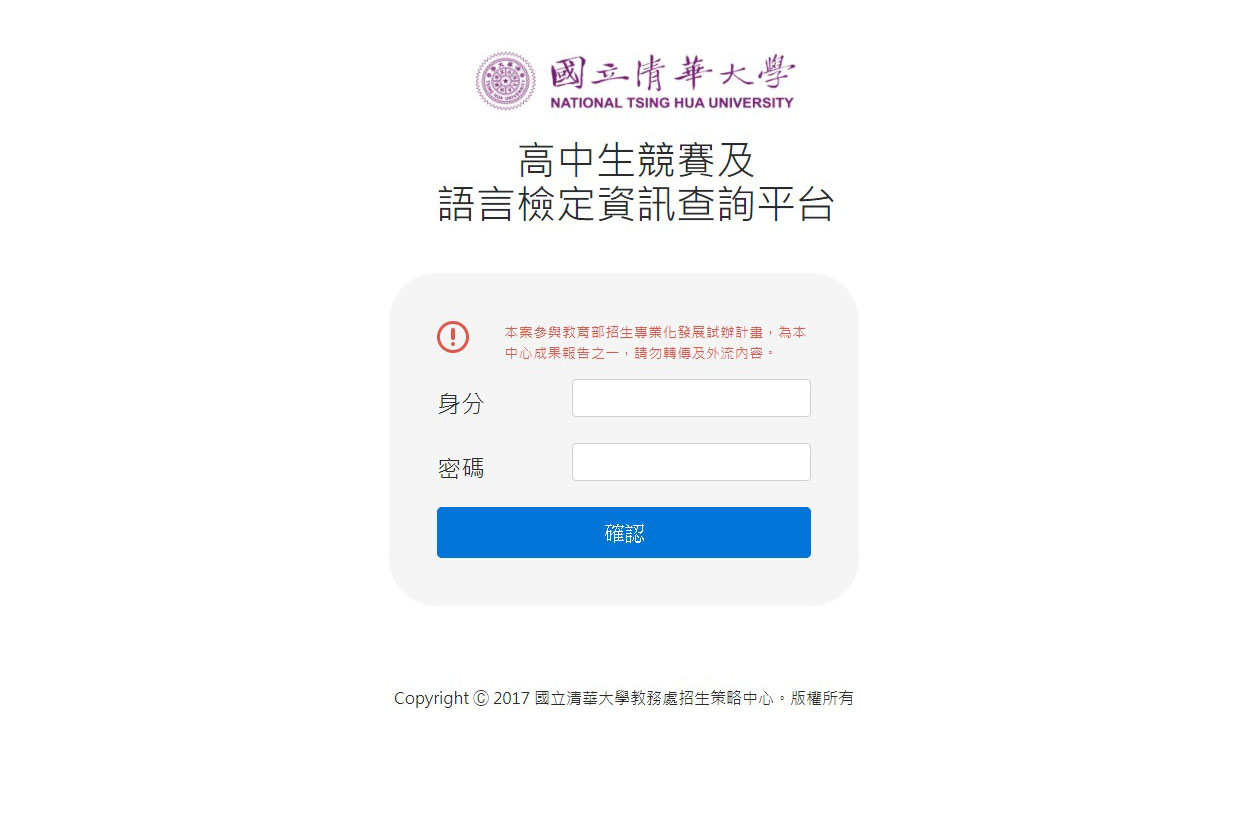 國立清華大學
NATIONAL TSING HUA UNIVERSITY
高中生競賽及
語言檢定資訊查詢平台
本案參與教育部招生專業化發展試辦計畫，為本
中心成果報告之一，請勿轉傳及外流內容。
身分
密碼
確認
Copyright Ⓒ 2017 國立清華大學教務處招生策略中心。版權所有